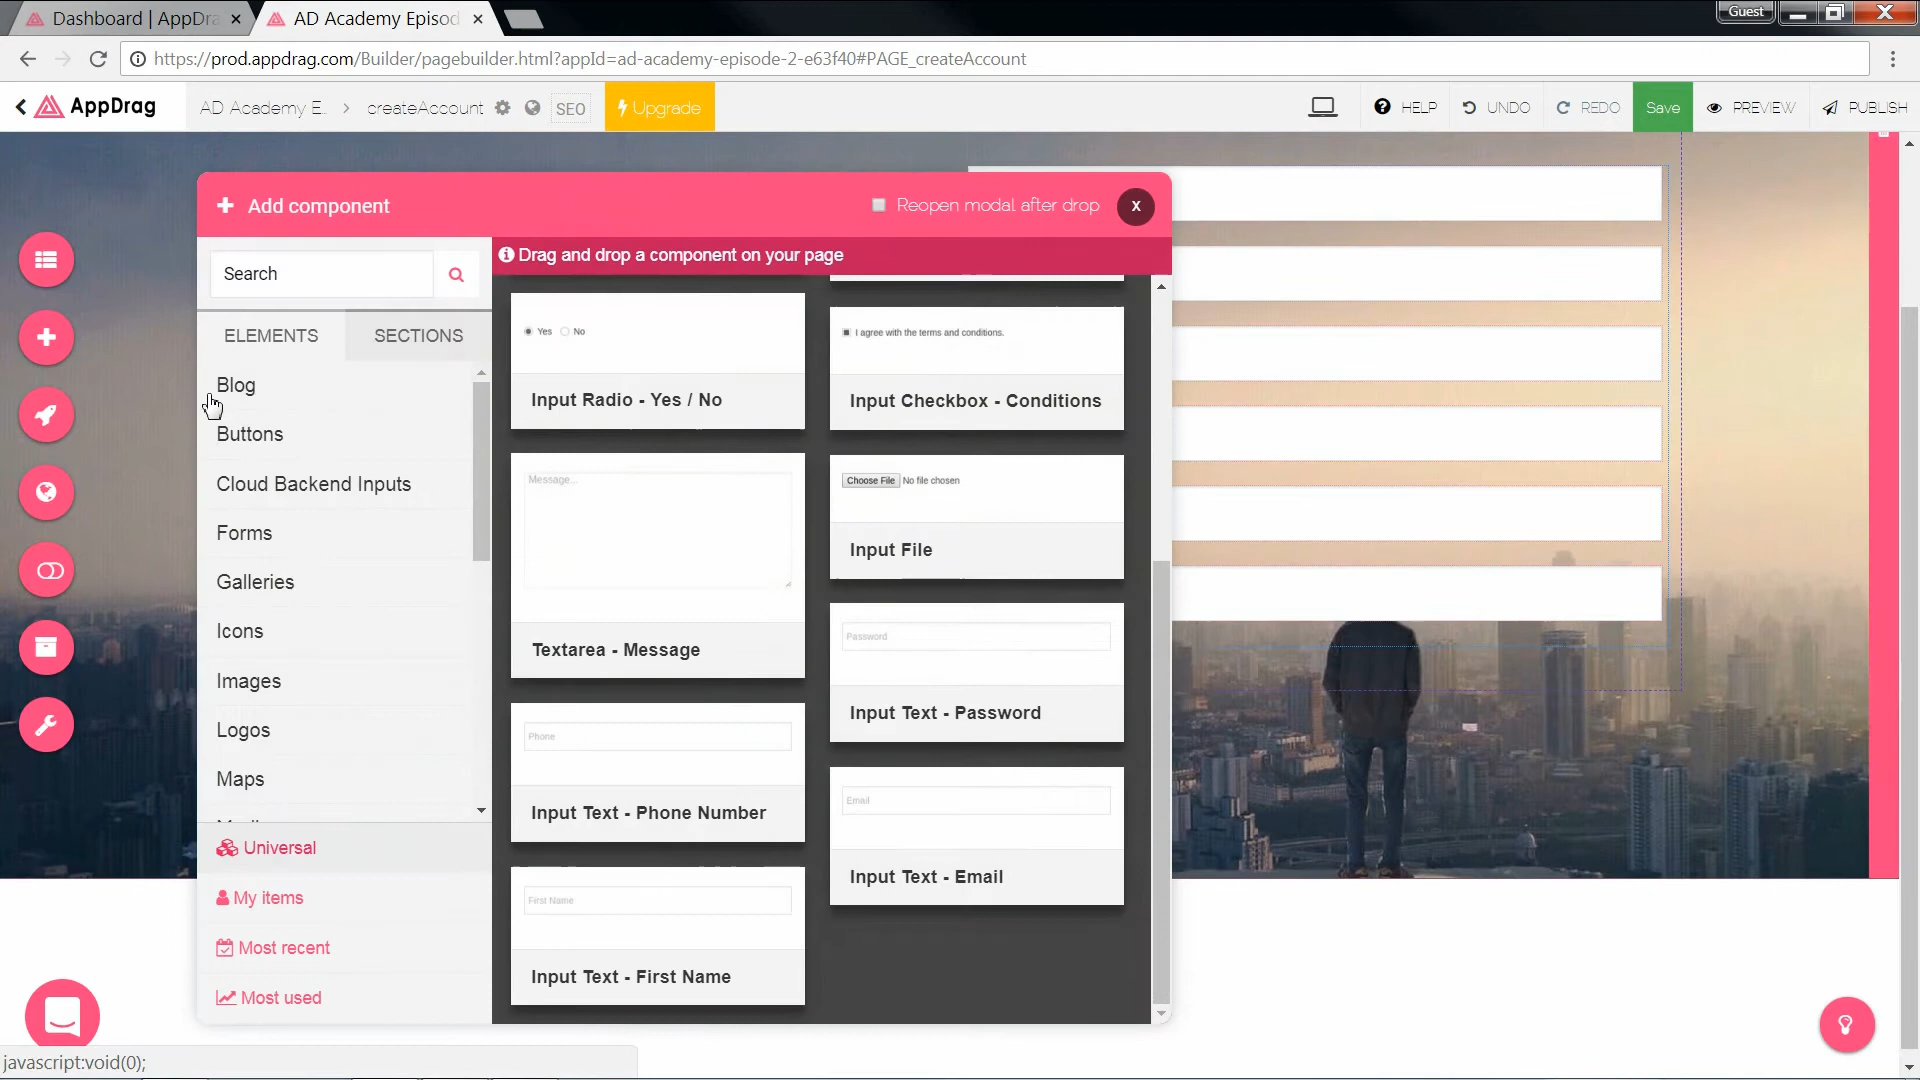 Dashboard | AppDra
AD Academy Episod
Guest
https://prod.appdrag.com/Builder/pagebuilder.html?appId=ad-academy-episode-2-e63f40#PAGE_createAccount
AppDrag
AD Academy E..
createAccount
SEO
Upgrade
HELP
UNDO
REDO
Save
PREVIEW
PUBLISH
Add component
Reopen modal after drop
X
Search
Drag and drop a component on your page
ELEMENTS
SECTIONS
Blog
Buttons
Cloud Backend Inputs
Forms
Galleries
Icons
Images
Logos
Maps
Universal
My items
Most recent
Most used
Yes No
Input Radio - Yes / No
I agree with the terms and conditions.
Input Checkbox - Conditions
Message...
Textarea - Message
Choose File No file chosen
Input File
Password
Input Text - Password
Phone
Input Text - Phone Number
Email
Input Text - Email
First Name
Input Text - First Name
javascript:void(0);